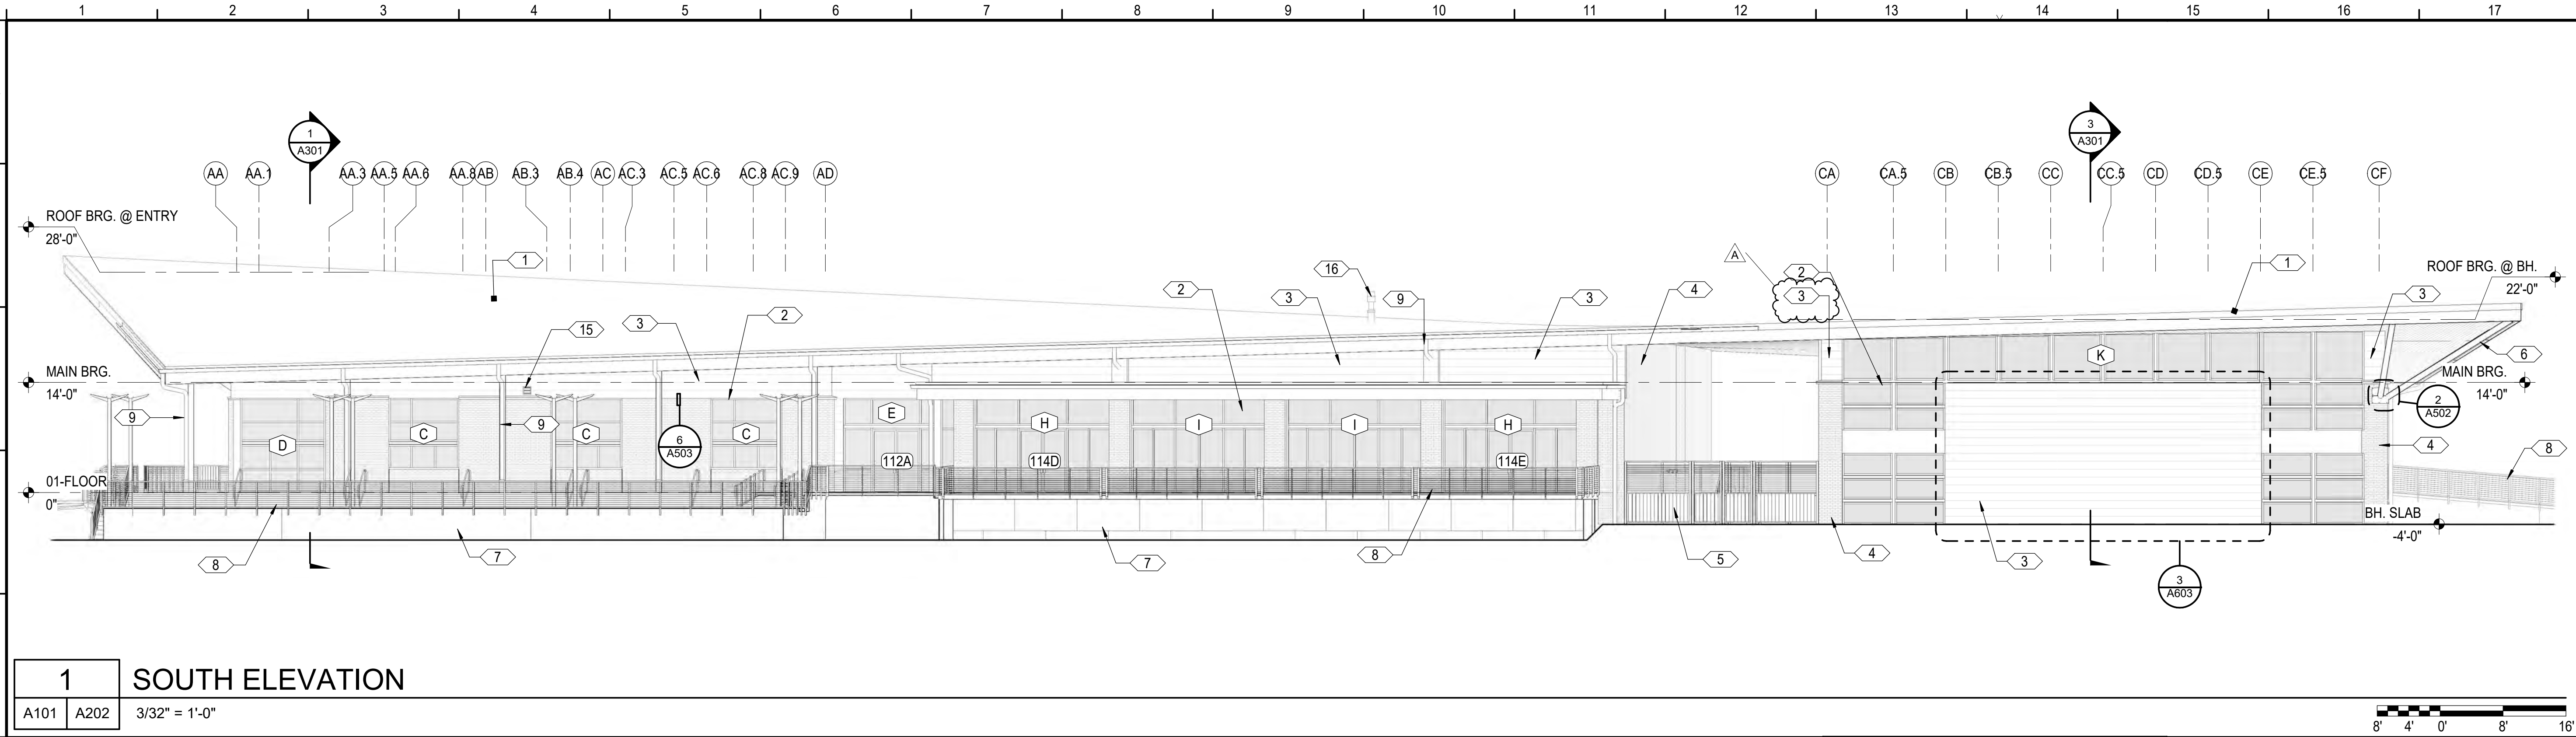 1 2 3 4 5 6 7 8 9 10 11 12 13 14 15 16 17
1
A301
3
A301
AA AA.1 AA.3 AA.5 AA.6 AA.8 AB AB.3 AB.4 AC AC.3 AC.5 AC.6 AC.8 AC.9 AD CA CA.5 CB CB.5 CC CC.5 CD CD.5 CE CE.5 CF
ROOF BRG. @ ENTRY
28'-0"
1
16
2
3
9
3
4
A
2
3
1
ROOF BRG. @ BH.
22'-0"
3
15
3
2
K
6
MAIN BRG.
14'-0"
MAIN BRG.
14'-0"
2
A502
9
D
C
9
C
6
A503
C
E
H
I
I
H
4
8
112A
114D
114E
01-FLOOR
0"
BH. SLAB
-4'-0"
8
7
7
8
5
4
3
3
A603
1
SOUTH ELEVATION
A101 A202 3/32" = 1'-0"
8' 4' 0' 8' 16'